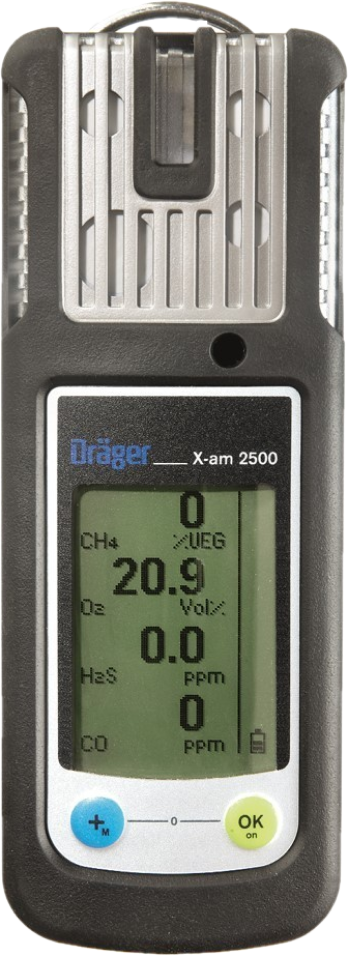 Dräger X-am 2500
0
CH4 %UEG
20.9
O2 Vol%
0.0
H2S ppm
0
CO ppm
+M 0 OK
on